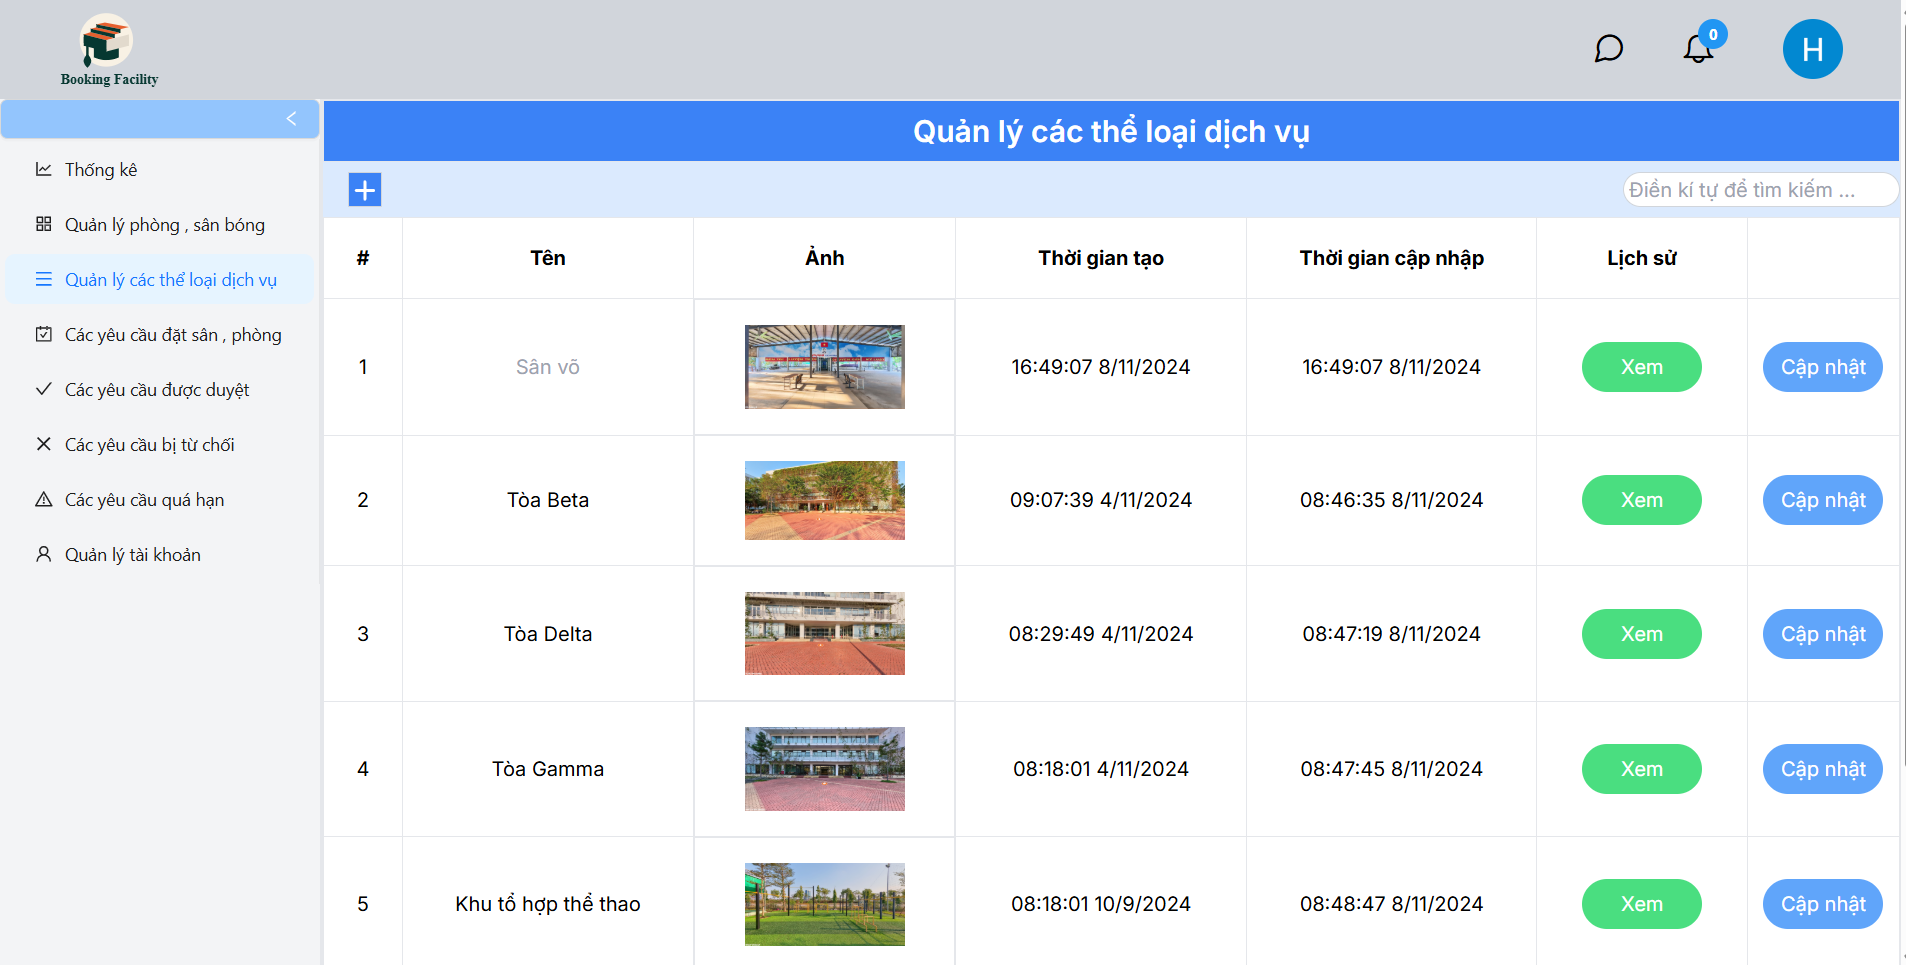 Booking Facility
0
H
Thống kê
Quản lý phòng , sân bóng
Quản lý các thể loại dịch vụ
Các yêu cầu đặt sân , phòng
Các yêu cầu được duyệt
Các yêu cầu bị từ chối
Các yêu cầu quá hạn
Quản lý tài khoản
Quản lý các thể loại dịch vụ
Điền kí tự để tìm kiếm ...
# Tên Ảnh Thời gian tạo Thời gian cập nhập Lịch sử
1 Sân võ 16:49:07 8/11/2024 16:49:07 8/11/2024 Xem Cập nhật
2 Tòa Beta 09:07:39 4/11/2024 08:46:35 8/11/2024 Xem Cập nhật
3 Tòa Delta 08:29:49 4/11/2024 08:47:19 8/11/2024 Xem Cập nhật
4 Tòa Gamma 08:18:01 4/11/2024 08:47:45 8/11/2024 Xem Cập nhật
5 Khu tổ hợp thể thao 08:18:01 10/9/2024 08:48:47 8/11/2024 Xem Cập nhật